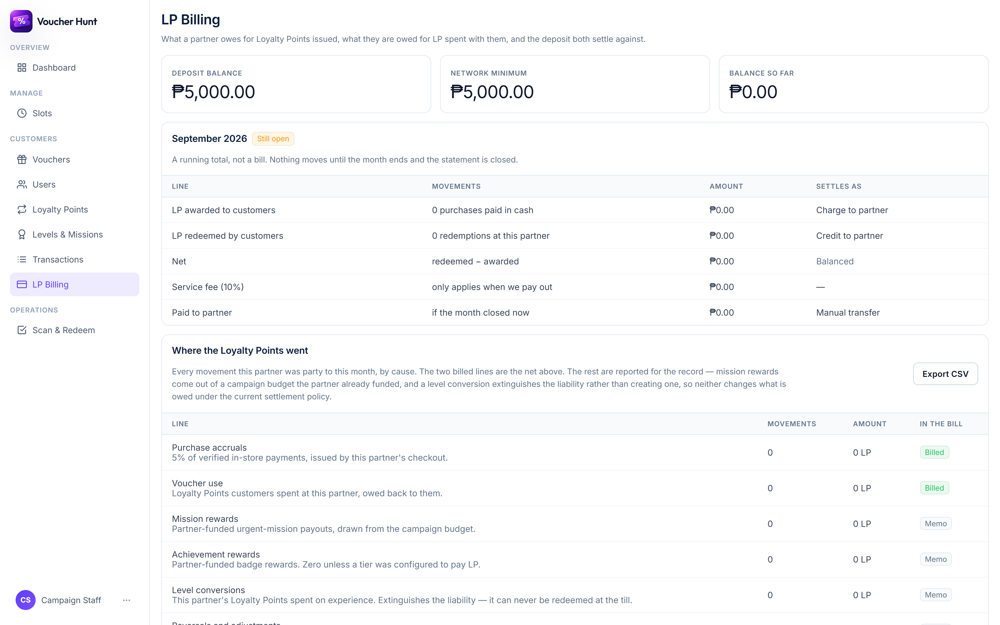 %
Voucher Hunt
OVERVIEW
Dashboard
MANAGE
Slots
CUSTOMERS
Vouchers
Users
Loyalty Points
Levels & Missions
Transactions
LP Billing
OPERATIONS
Scan & Redeem
CS Campaign Staff
LP Billing
What a partner owes for Loyalty Points issued, what they are owed for LP spent with them, and the deposit both settle against.
DEPOSIT BALANCE
₱5,000.00
NETWORK MINIMUM
₱5,000.00
BALANCE SO FAR
₱0.00
September 2026 Still open
A running total, not a bill. Nothing moves until the month ends and the statement is closed.
LINE MOVEMENTS AMOUNT SETTLES AS
LP awarded to customers 0 purchases paid in cash ₱0.00 Charge to partner
LP redeemed by customers 0 redemptions at this partner ₱0.00 Credit to partner
Net redeemed − awarded ₱0.00 Balanced
Service fee (10%) only applies when we pay out ₱0.00 —
Paid to partner if the month closed now ₱0.00 Manual transfer
Where the Loyalty Points went
Every movement this partner was party to this month, by cause. The two billed lines are the net above. The rest are reported for the record — mission rewards
come out of a campaign budget the partner already funded, and a level conversion extinguishes the liability rather than creating one, so neither changes what is
owed under the current settlement policy.
Export CSV
LINE MOVEMENTS AMOUNT IN THE BILL
Purchase accruals
5% of verified in-store payments, issued by this partner's checkout.
0 0 LP Billed
Voucher use
Loyalty Points customers spent at this partner, owed back to them.
0 0 LP Billed
Mission rewards
Partner-funded urgent-mission payouts, drawn from the campaign budget.
0 0 LP Memo
Achievement rewards
Partner-funded badge rewards. Zero unless a tier was configured to pay LP.
0 0 LP Memo
Level conversions
This partner's Loyalty Points spent on experience. Extinguishes the liability — it can never be redeemed at the till.
0 0 LP Memo